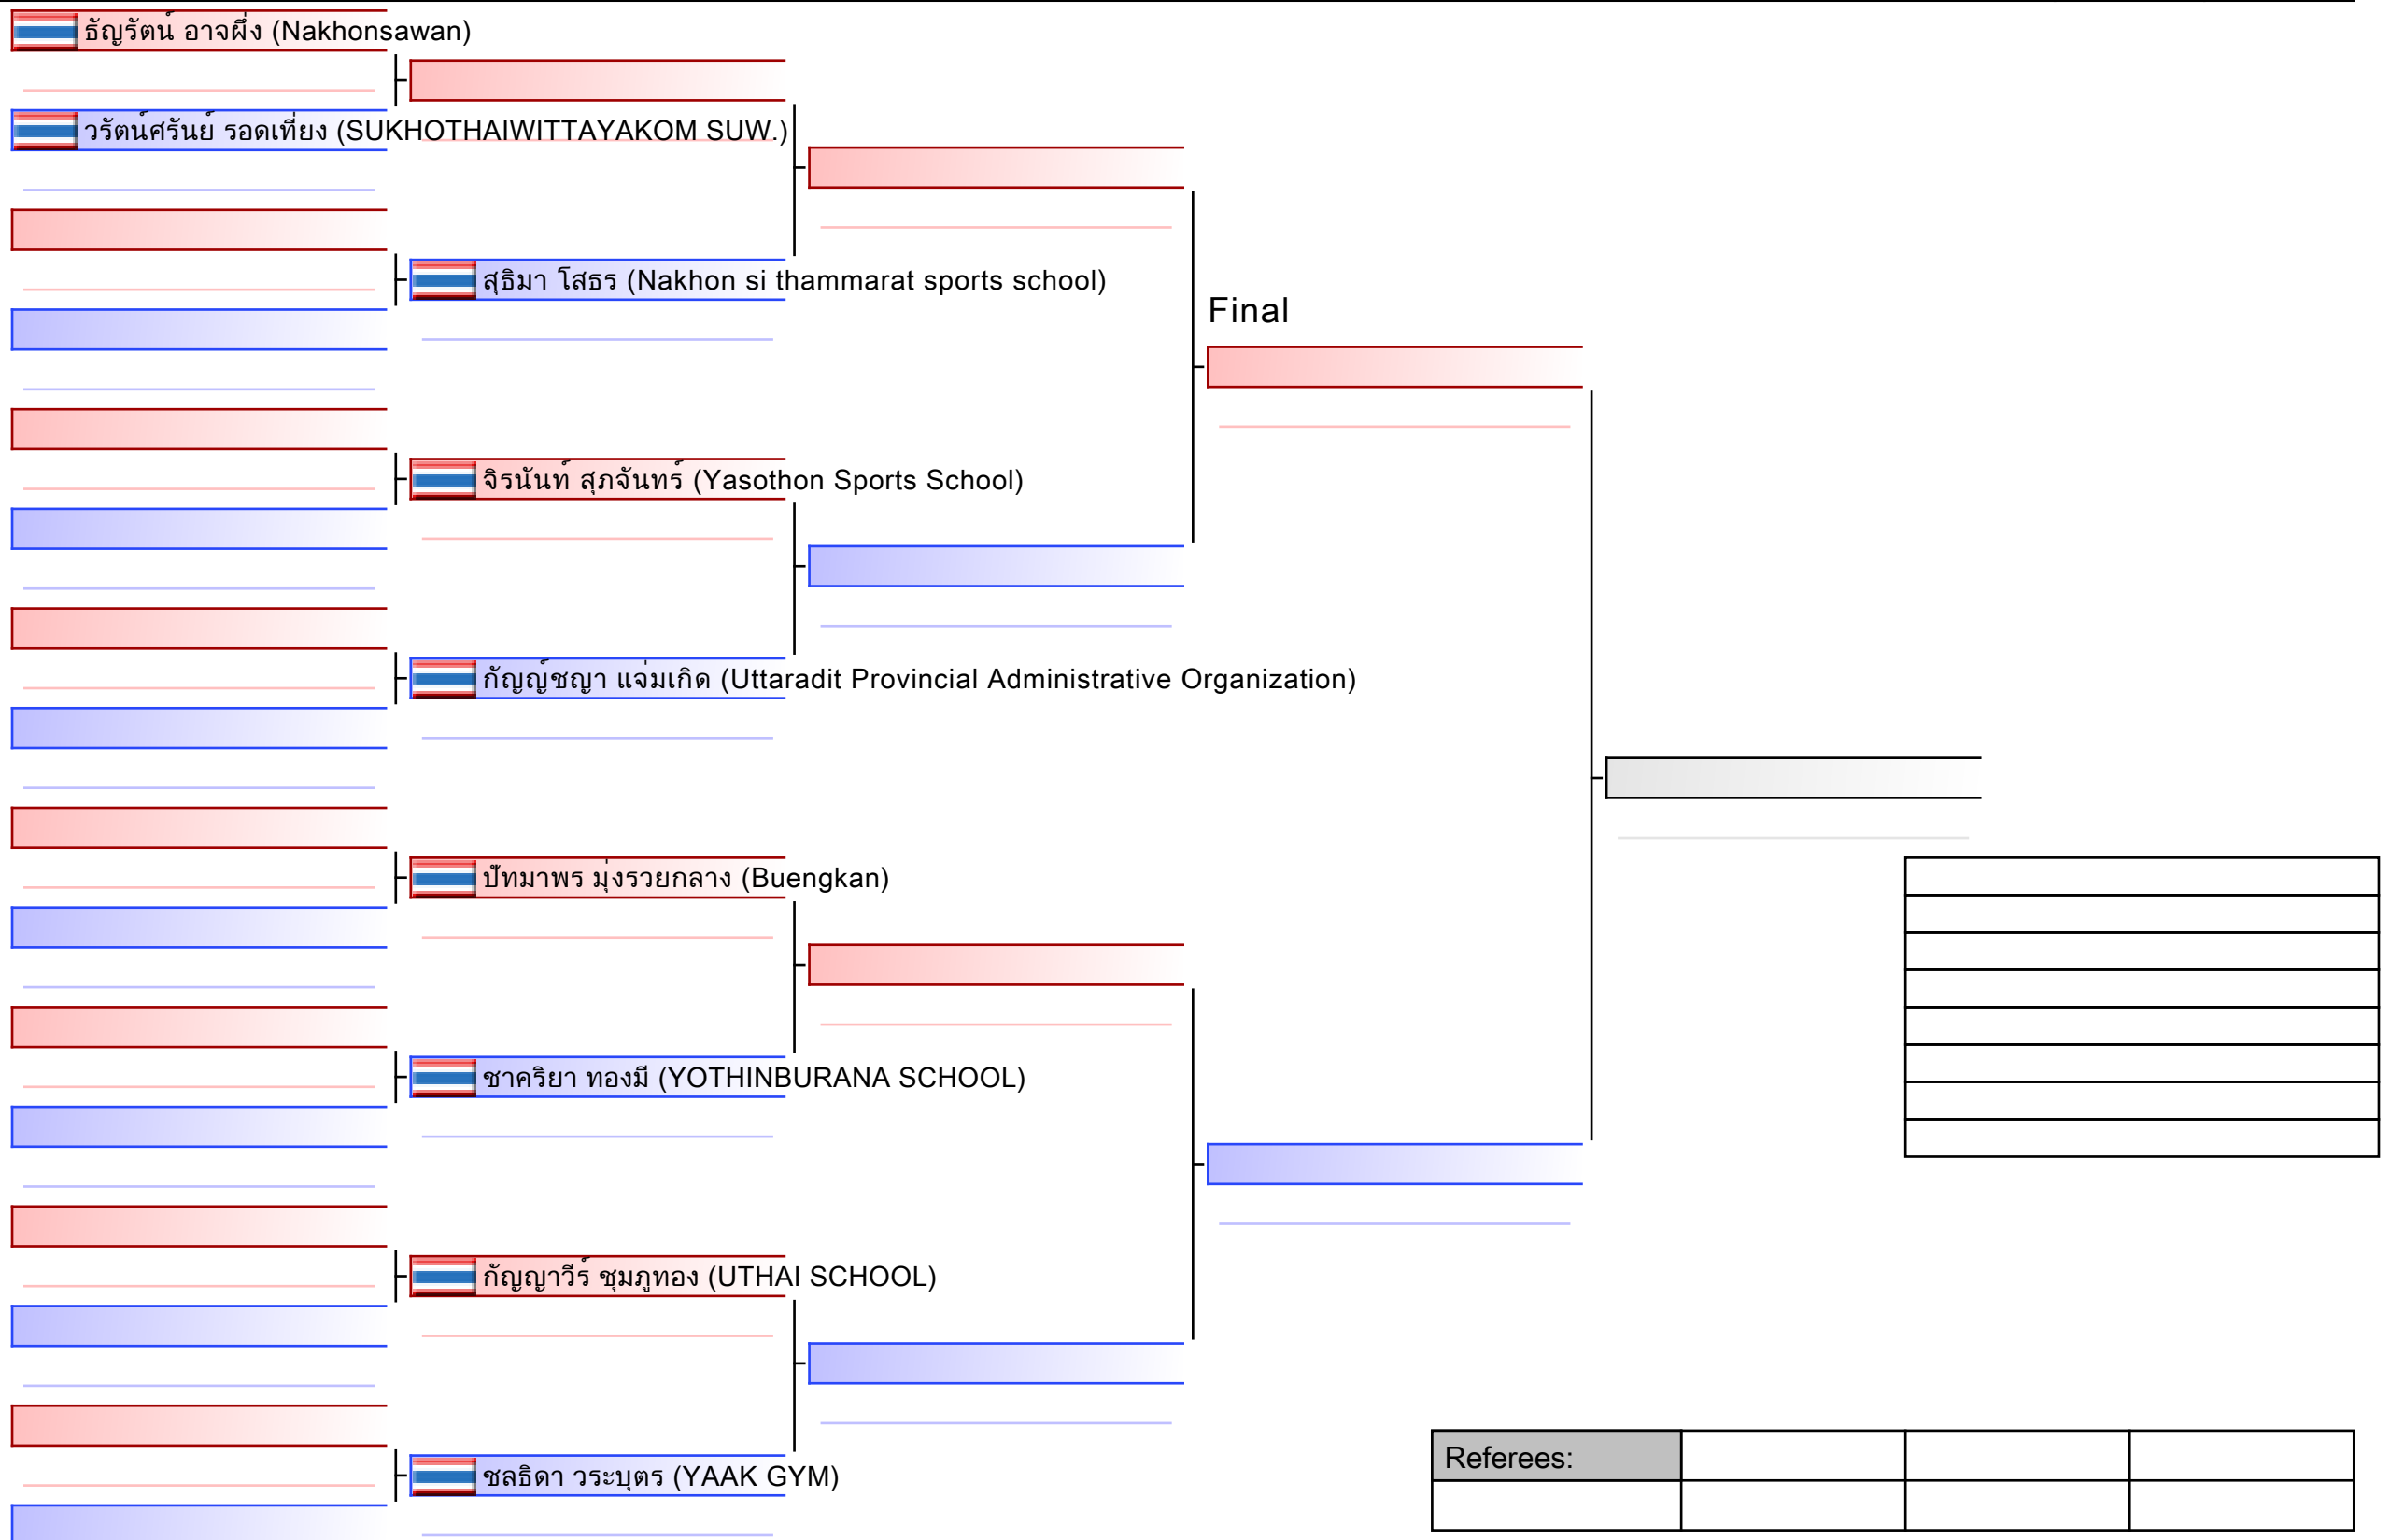 ธัญรัตน์ อาจผึ่ง (Nakhonsawan)
วรัตน์ศรันย์ รอดเที่ยง (SUKHOTHAIWITTAYAKOM SUW.)
สุธิมา โสธร (Nakhon si thammarat sports school)
Final
จิรนันท์ สุภจันทร์ (Yasothon Sports School)
กัญญ์ชญา แจ่มเกิด (Uttaradit Provincial Administrative Organization)
ปัทมาพร มุ่งรวยกลาง (Buengkan)
ชาคริยา ทองมี (YOTHINBURANA SCHOOL)
กัญญาวีร์ ชุมภูทอง (UTHAI SCHOOL)
Referees:
ชลธิดา วระบุตร (YAAK GYM)